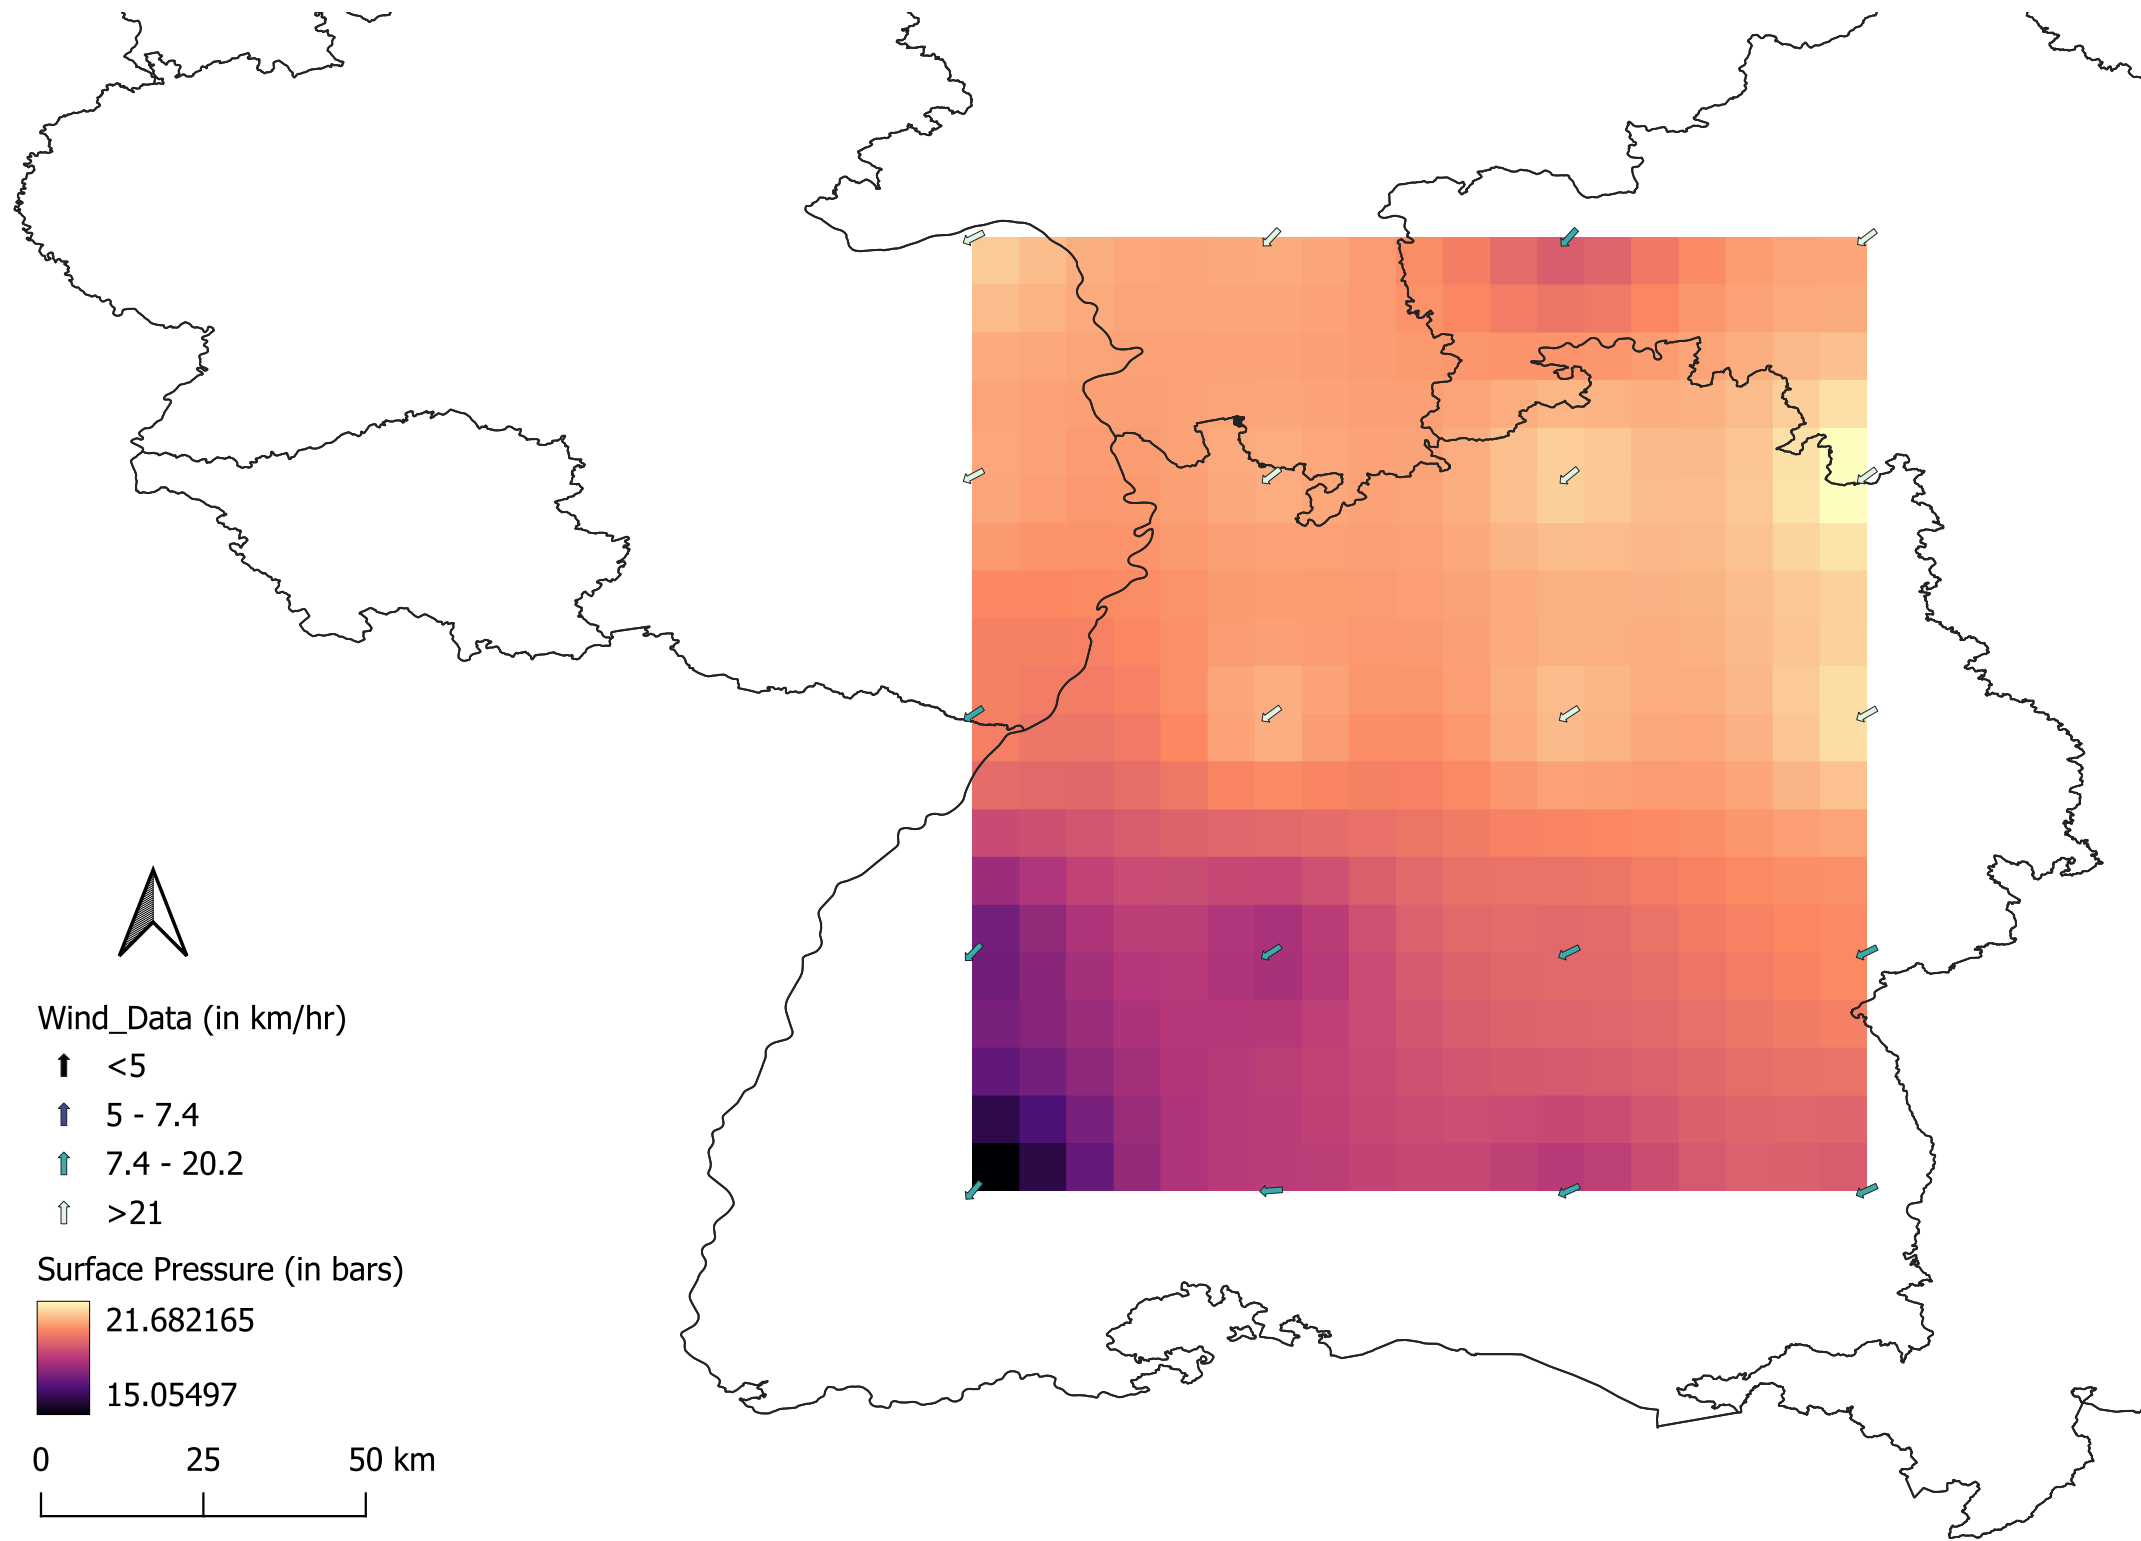 Wind_Data (in km/hr)
<5
5 - 7.4
7.4 - 20.2
>21
Surface Pressure (in bars)
21.682165
15.05497
0 25 50 km